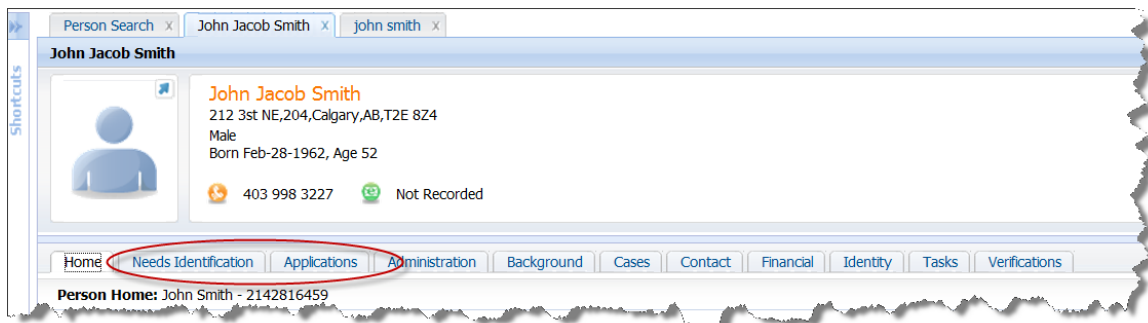 Person Search x John Jacob Smith x john smith x
John Jacob Smith
Shortcuts
John Jacob Smith
212 3st NE,204,Calgary,AB,T2E 8Z4
Male
Born Feb-28-1962, Age 52
403 998 3227 Not Recorded
Home Needs Identification Applications Administration Background Cases Contact Financial Identity Tasks Verifications
Person Home: John Smith - 2142816459